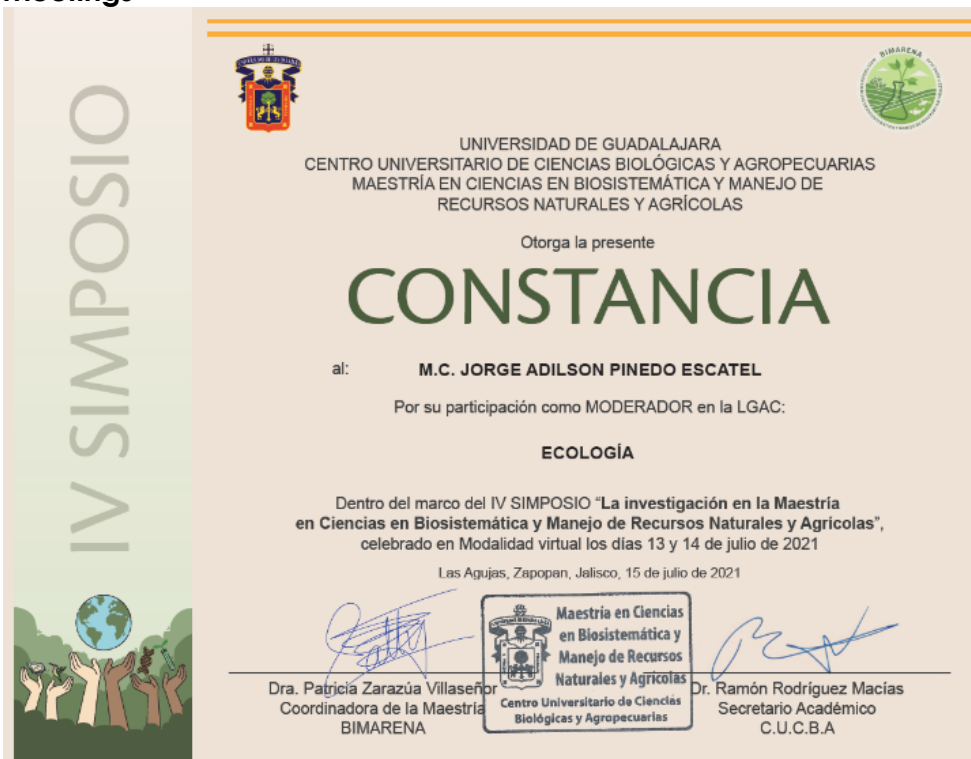 IV SIMPOSIO
BIMARENA
UNIVERSIDAD DE GUADALAJARA
CENTRO UNIVERSITARIO DE CIENCIAS BIOLÓGICAS Y AGROPECUARIAS
MAESTRÍA EN CIENCIAS EN BIOSISTEMÁTICA Y MANEJO DE
RECURSOS NATURALES Y AGRÍCOLAS
Otorga la presente
CONSTANCIA
al: M.C. JORGE ADILSON PINEDO ESCATEL
Por su participación como MODERADOR en la LGAC:
ECOLOGÍA
Dentro del marco del IV SIMPOSIO “La investigación en la Maestría
en Ciencias en Biosistemática y Manejo de Recursos Naturales y Agrícolas”,
celebrado en Modalidad virtual los días 13 y 14 de julio de 2021
Las Agujas, Zapopan, Jalisco, 15 de julio de 2021
Maestría en Ciencias
en Biosistemática y
Manejo de Recursos
Naturales y Agrícolas
Centro Universitario de Ciencias
Biológicas y Agropecuarias
Dra. Patricia Zarazúa Villaseñor
Coordinadora de la Maestría
BIMARENA
Dr. Ramón Rodríguez Macías
Secretario Académico
C.U.C.B.A